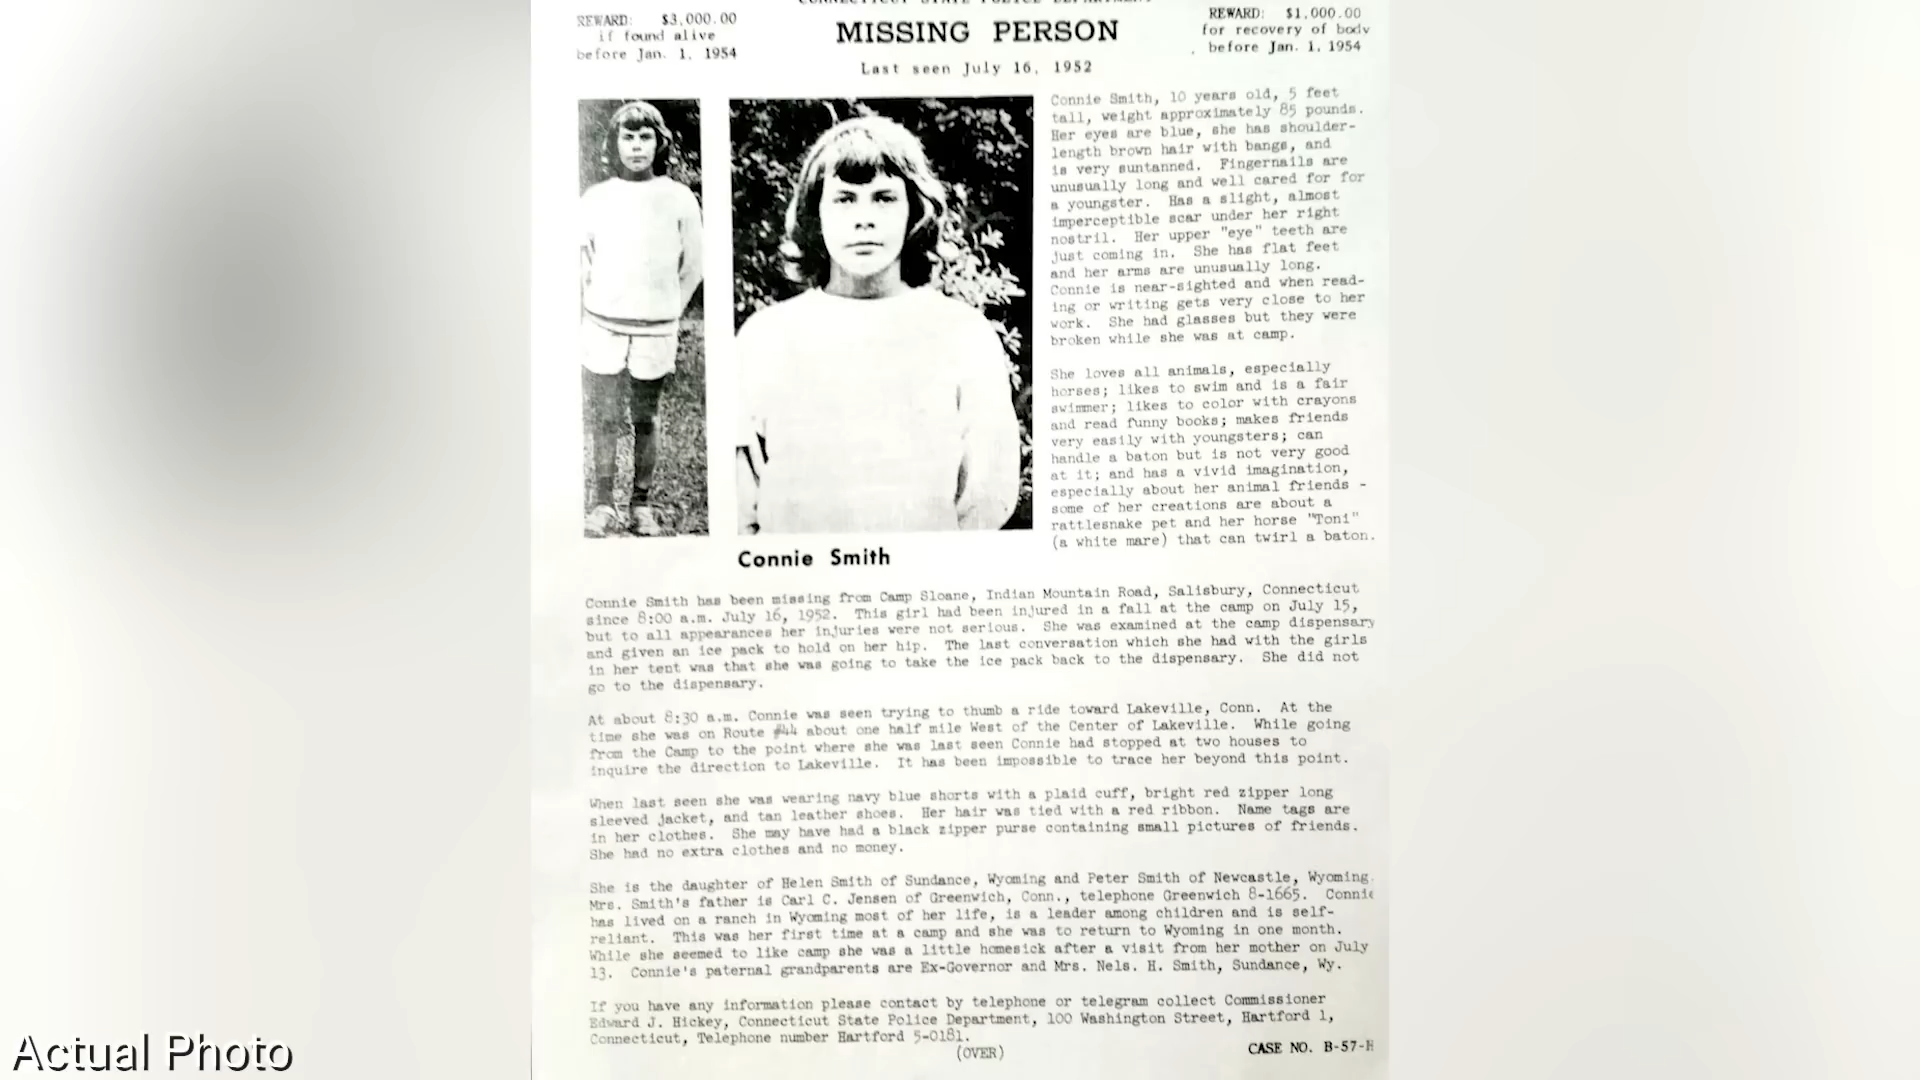 CONNECTICUT STATE POLICE DEPARTMENT
REWARD: $3,000.00
if found alive
before Jan. 1, 1954
MISSING PERSON
Last seen July 16, 1952
REWARD: $1,000.00
for recovery of body
before Jan. 1, 1954
Connie Smith, 10 years old, 5 feet
tall, weight approximately 85 pounds.
Her eyes are blue, she has shoulder-
length brown hair with bangs, and
is very suntanned. Fingernails are
unusually long and well cared for for
a youngster. Has a slight, almost
imperceptible scar under her right
nostril. Her upper "eye" teeth are
just coming in. She has flat feet
and her arms are unusually long.
Connie is near-sighted and when read-
ing or writing gets very close to her
work. She had glasses but they were
broken while she was at camp.
She loves all animals, especially
horses; likes to swim and is a fair
swimmer; likes to color with crayons
and read funny books; makes friends
very easily with youngsters; can
handle a baton but is not very good
at it; and has a vivid imagination,
especially about her animal friends -
some of her creations are about a
rattlesnake pet and her horse "Toni"
(a white mare) that can twirl a baton.
Connie Smith
Connie Smith has been missing from Camp Sloane, Indian Mountain Road, Salisbury, Connecticut
since 8:00 a.m. July 16, 1952. This girl had been injured in a fall at the camp on July 15,
but to all appearances her injuries were not serious. She was examined at the camp dispensary
and given an ice pack to hold on her hip. The last conversation which she had with the girls
in her tent was that she was going to take the ice pack back to the dispensary. She did not
go to the dispensary.
At about 8:30 a.m. Connie was seen trying to thumb a ride toward Lakeville, Conn. At the
time she was on Route #44 about one half mile West of the Center of Lakeville. While going
from the Camp to the point where she was last seen Connie had stopped at two houses to
inquire the direction to Lakeville. It has been impossible to trace her beyond this point.
When last seen she was wearing navy blue shorts with a plaid cuff, bright red zipper long
sleeved jacket, and tan leather shoes. Her hair was tied with a red ribbon. Name tags are
in her clothes. She may have had a black zipper purse containing small pictures of friends.
She had no extra clothes and no money.
She is the daughter of Helen Smith of Sundance, Wyoming and Peter Smith of Newcastle, Wyoming.
Mrs. Smith's father is Carl C. Jensen of Greenwich, Conn., telephone Greenwich 8-1665. Connie
has lived on a ranch in Wyoming most of her life, is a leader among children and is self-
reliant. This was her first time at a camp and she was to return to Wyoming in one month.
While she seemed to like camp she was a little homesick after a visit from her mother on July
13. Connie's paternal grandparents are Ex-Governor and Mrs. Nels. H. Smith, Sundance, Wy.
If you have any information please contact by telephone or telegram collect Commissioner
Edward J. Hickey, Connecticut State Police Department, 100 Washington Street, Hartford 1,
Connecticut, Telephone number Hartford 5-0181.
(OVER)
CASE NO. B-57-H
Actual Photo